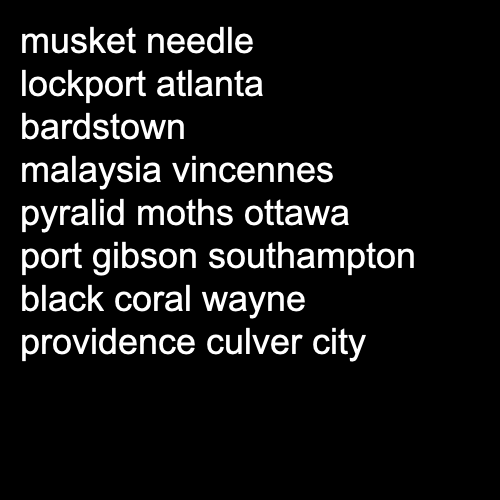 musket needle
lockport atlanta
bardstown
malaysia vincennes
pyralid moths ottawa
port gibson southampton
black coral wayne
providence culver city